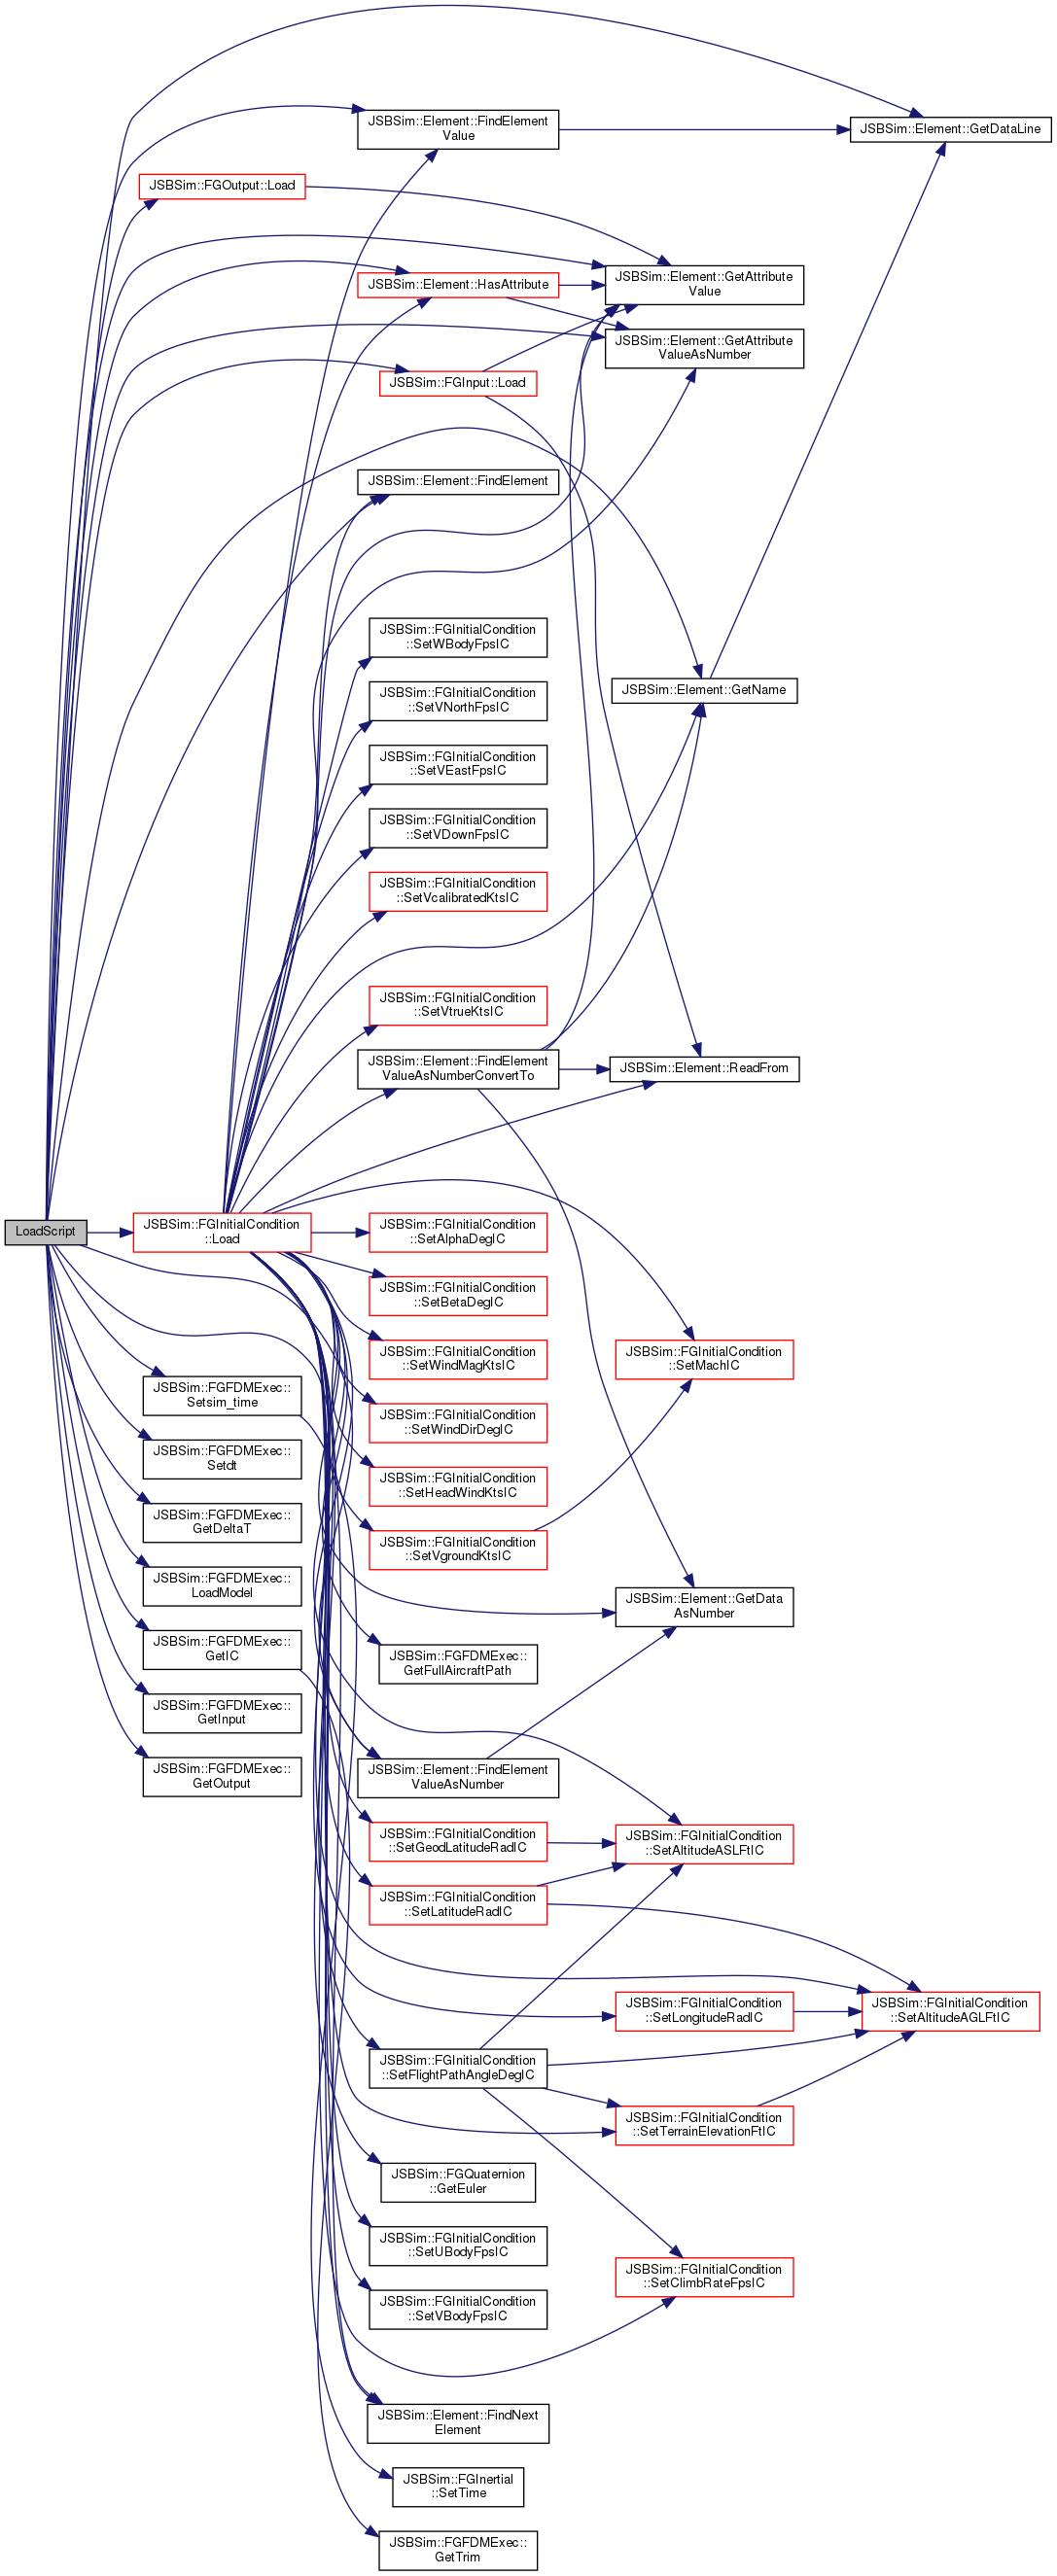 JSBSim::Element::FindElement
Value
JSBSim::Element::GetDataLine
JSBSim::FGOutput::Load
JSBSim::Element::HasAttribute
JSBSim::Element::GetAttribute
Value
JSBSim::Element::GetAttribute
ValueAsNumber
JSBSim::FGInput::Load
JSBSim::Element::FindElement
JSBSim::FGInitialCondition
::SetWBodyFpsIC
JSBSim::Element::GetName
JSBSim::FGInitialCondition
::SetVNorthFpsIC
JSBSim::FGInitialCondition
::SetVEastFpsIC
JSBSim::FGInitialCondition
::SetVDownFpsIC
JSBSim::FGInitialCondition
::SetVcalibratedKtsIC
JSBSim::FGInitialCondition
::SetVtrueKtsIC
JSBSim::Element::FindElement
ValueAsNumberConvertTo
JSBSim::Element::ReadFrom
LoadScript
JSBSim::FGInitialCondition
::Load
JSBSim::FGInitialCondition
::SetAlphaDegIC
JSBSim::FGInitialCondition
::SetBetaDegIC
JSBSim::FGInitialCondition
::SetWindMagKtsIC
JSBSim::FGInitialCondition
::SetMachIC
JSBSim::FGFDMExec::
Setsim_time
JSBSim::FGInitialCondition
::SetWindDirDegIC
JSBSim::FGFDMExec::
Setdt
JSBSim::FGInitialCondition
::SetHeadWindKtsIC
JSBSim::FGFDMExec::
GetDeltaT
JSBSim::FGInitialCondition
::SetVgroundKtsIC
JSBSim::FGFDMExec::
LoadModel
JSBSim::Element::GetData
AsNumber
JSBSim::FGFDMExec::
GetIC
JSBSim::FGFDMExec::
GetFullAircraftPath
JSBSim::FGFDMExec::
GetInput
JSBSim::FGFDMExec::
GetOutput
JSBSim::Element::FindElement
ValueAsNumber
JSBSim::FGInitialCondition
::SetGeodLatitudeRadIC
JSBSim::FGInitialCondition
::SetAltitudeASLFtIC
JSBSim::FGInitialCondition
::SetLatitudeRadIC
JSBSim::FGInitialCondition
::SetLongitudeRadIC
JSBSim::FGInitialCondition
::SetAltitudeAGLFtIC
JSBSim::FGInitialCondition
::SetFlightPathAngleDegIC
JSBSim::FGInitialCondition
::SetTerrainElevationFtIC
JSBSim::FGQuaternion
::GetEuler
JSBSim::FGInitialCondition
::SetUBodyFpsIC
JSBSim::FGInitialCondition
::SetClimbRateFpsIC
JSBSim::FGInitialCondition
::SetVBodyFpsIC
JSBSim::Element::FindNext
Element
JSBSim::FGInertial
::SetTime
JSBSim::FGFDMExec::
GetTrim